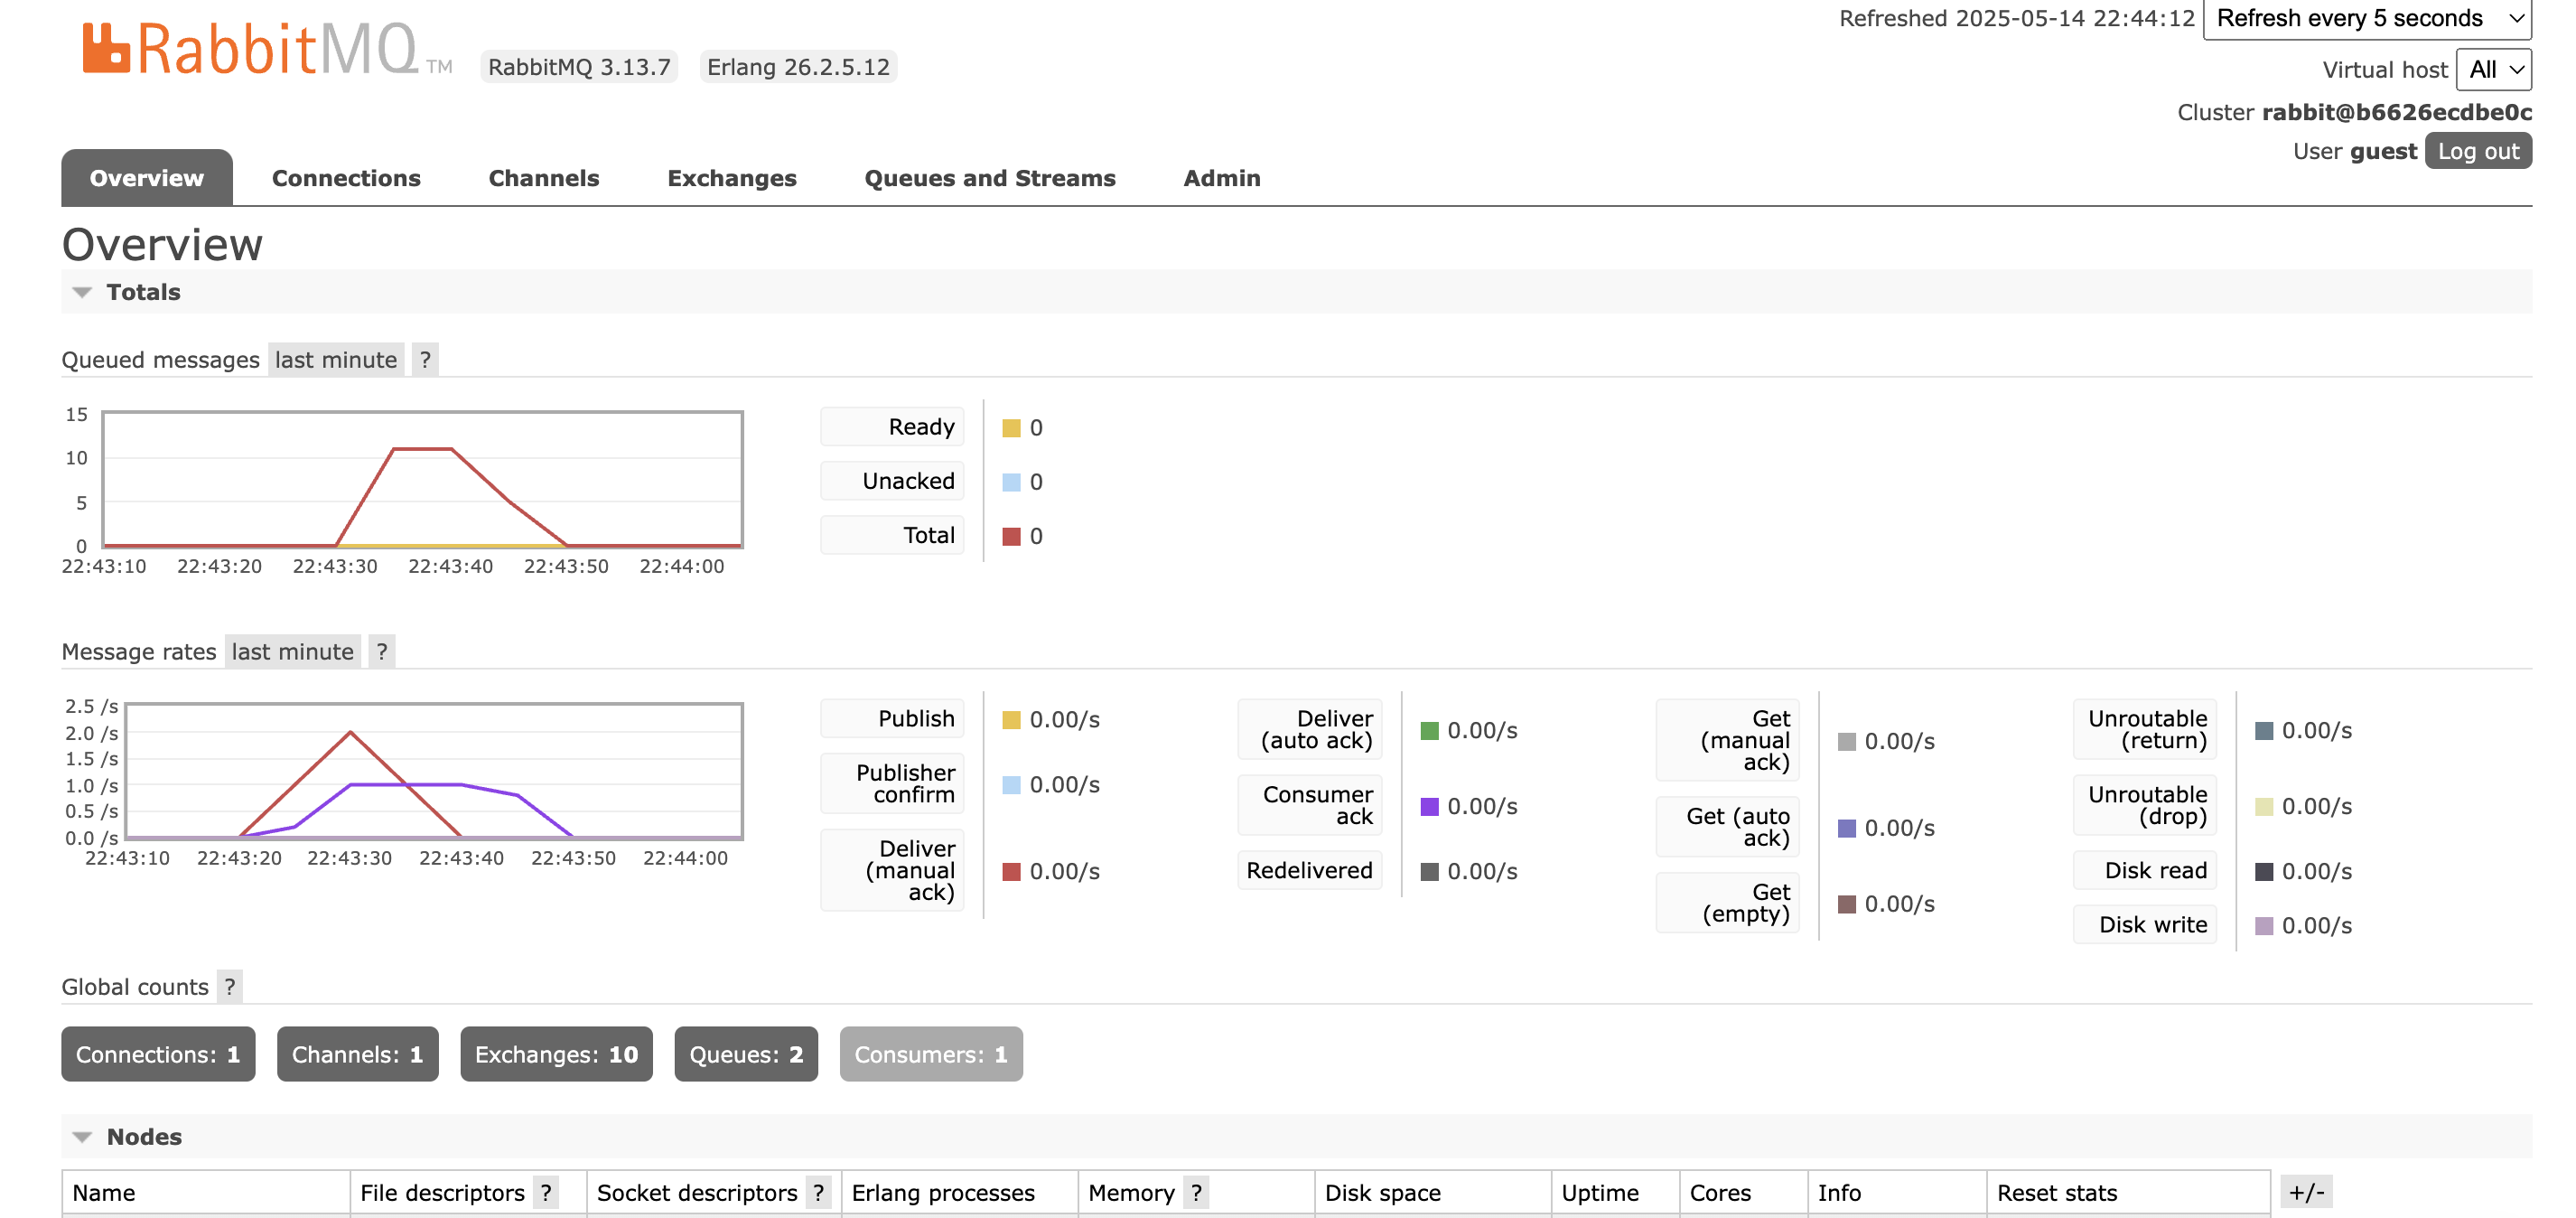 RabbitMQ TM
RabbitMQ 3.13.7
Erlang 26.2.5.12
Refreshed 2025-05-14 22:44:12
Refresh every 5 seconds
Virtual host
All
Cluster rabbit@b6626ecdbe0c
User guest
Log out
Overview
Connections
Channels
Exchanges
Queues and Streams
Admin
Overview
Totals
Queued messages last minute ?
15
10
5
0
22:43:10 22:43:20 22:43:30 22:43:40 22:43:50 22:44:00
Ready
0
Unacked
0
Total
0
Message rates last minute ?
2.5 /s
2.0 /s
1.5 /s
1.0 /s
0.5 /s
0.0 /s
22:43:10 22:43:20 22:43:30 22:43:40 22:43:50 22:44:00
Publish
0.00/s
Publisher
confirm
0.00/s
Deliver
(manual
ack)
0.00/s
Deliver
(auto ack)
0.00/s
Consumer
ack
0.00/s
Redelivered
0.00/s
Get
(manual
ack)
0.00/s
Get (auto
ack)
0.00/s
Get
(empty)
0.00/s
Unroutable
(return)
0.00/s
Unroutable
(drop)
0.00/s
Disk read
0.00/s
Disk write
0.00/s
Global counts ?
Connections: 1
Channels: 1
Exchanges: 10
Queues: 2
Consumers: 1
Nodes
Name File descriptors ? Socket descriptors ? Erlang processes Memory ? Disk space Uptime Cores Info Reset stats +/-